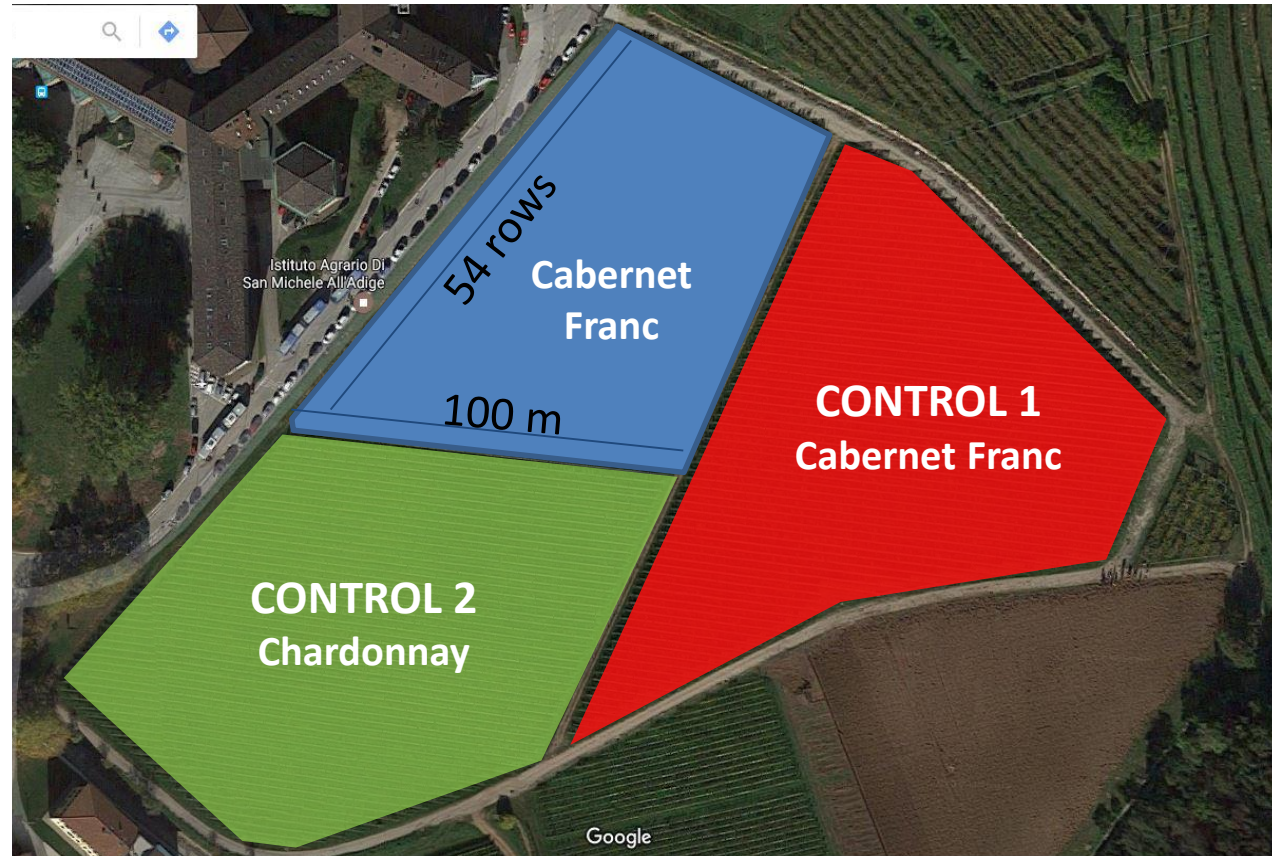 Istituto Agrario Di
San Michele All'Adige
54 rows
Cabernet
Franc
100 m
CONTROL 1
Cabernet Franc
CONTROL 2
Chardonnay
Google